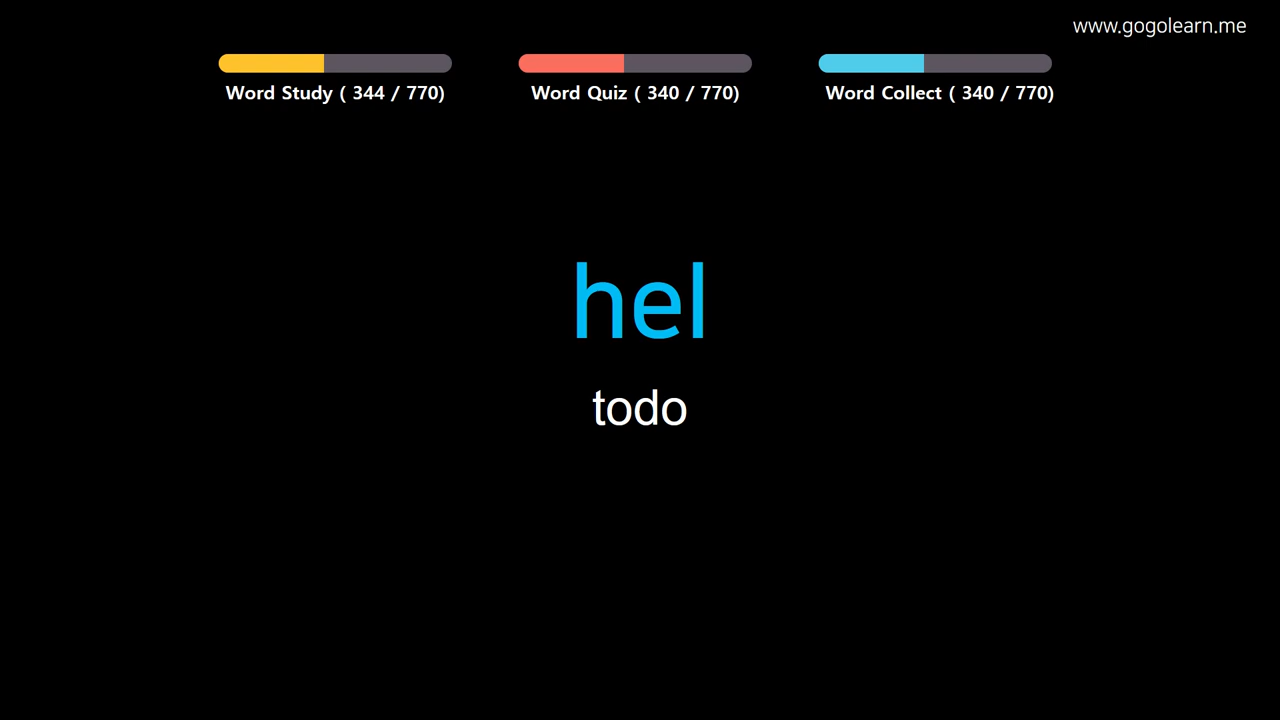 www.gogolearn.me
Word Study ( 344 / 770)
Word Quiz ( 340 / 770)
Word Collect ( 340 / 770)
hel
todo